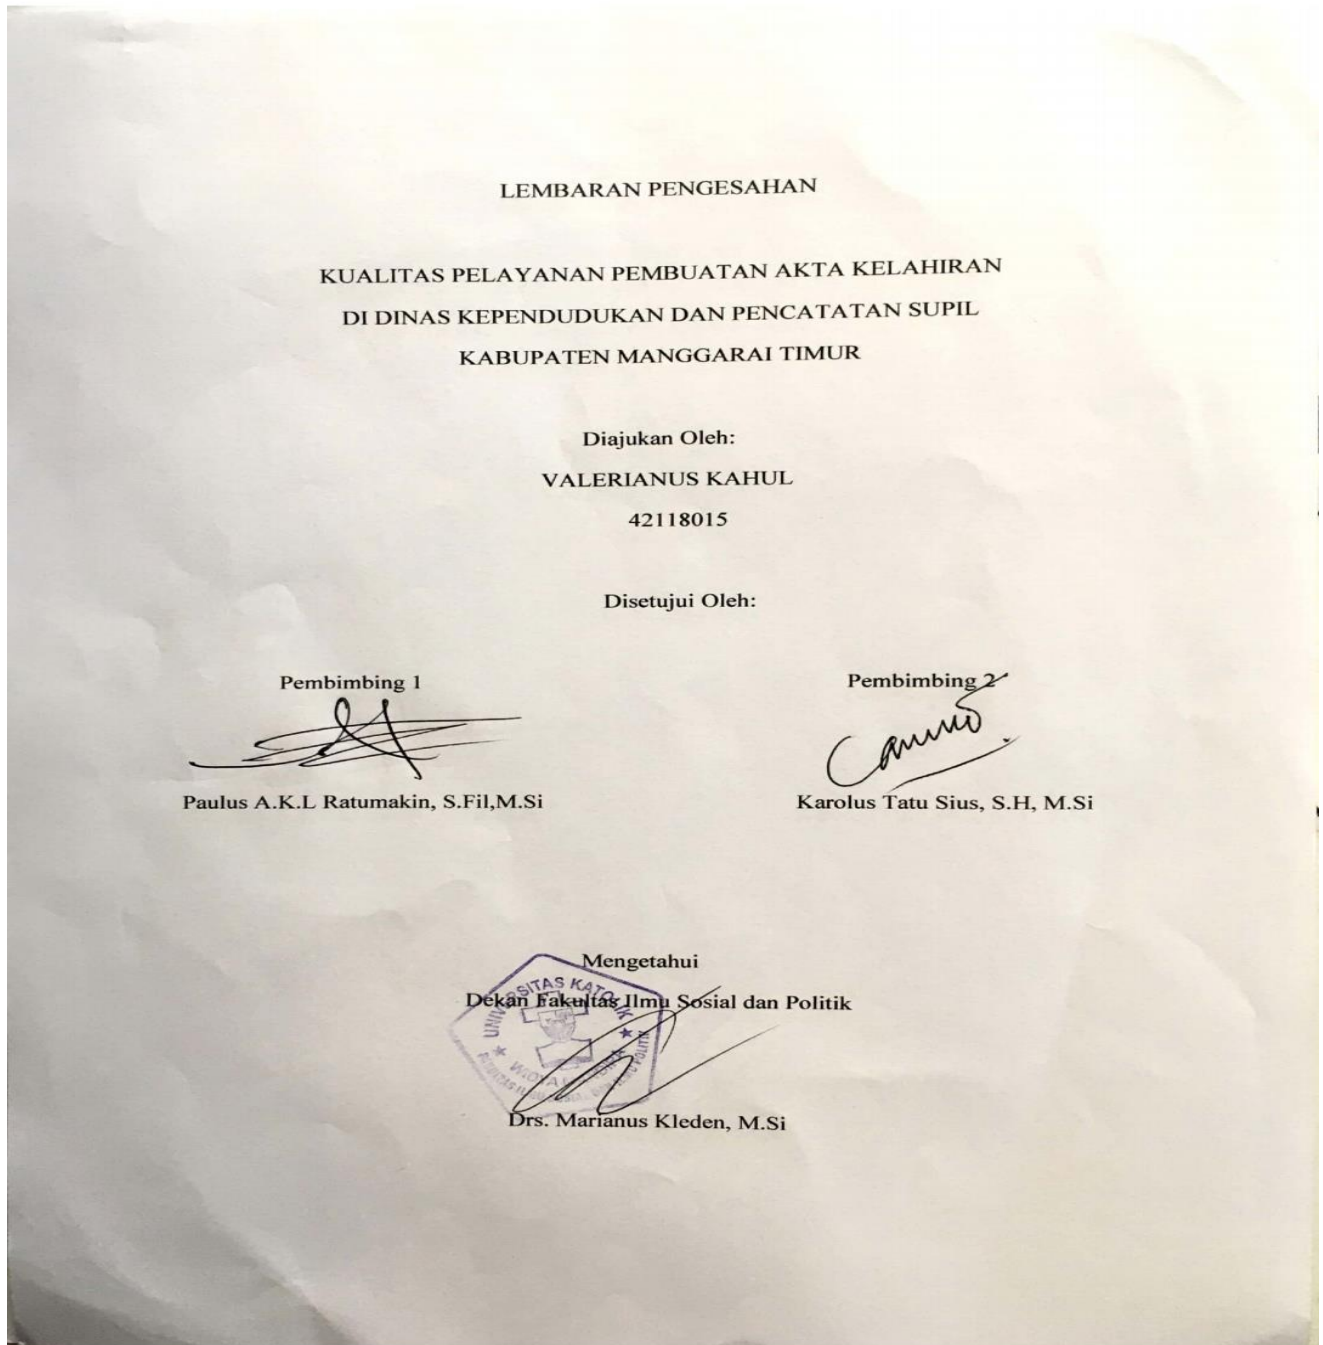 LEMBARAN PENGESAHAN
KUALITAS PELAYANAN PEMBUATAN AKTA KELAHIRAN
DI DINAS KEPENDUDUKAN DAN PENCATATAN SUPIL
KABUPATEN MANGGARAI TIMUR
Diajukan Oleh:
VALERIANUS KAHUL
42118015
Disetujui Oleh:
Pembimbing 1
Pembimbing 2
Paulus A.K.L Ratumakin, S.Fil,M.Si
Karolus Tatu Sius, S.H, M.Si
Mengetahui
Dekan Fakultas Ilmu Sosial dan Politik
UNIVERSITAS KATOLIK
Drs. Marianus Kleden, M.Si